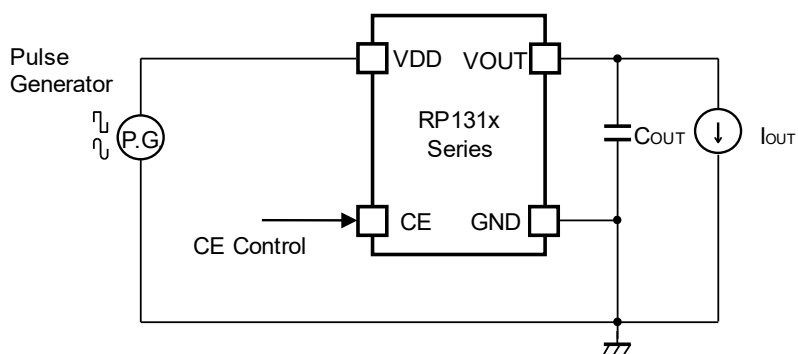 Pulse
Generator
P.G
VDD
VOUT
RP131x
Series
COUT
IOUT
CE
GND
CE Control